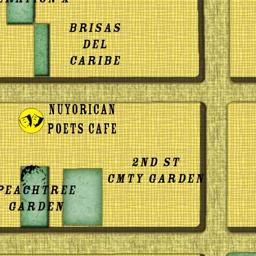 BRISAS
DEL
CARIBE
NUYORICAN
POETS CAFE
2ND ST
CMTY GARDEN
PEACHTREE
GARDEN